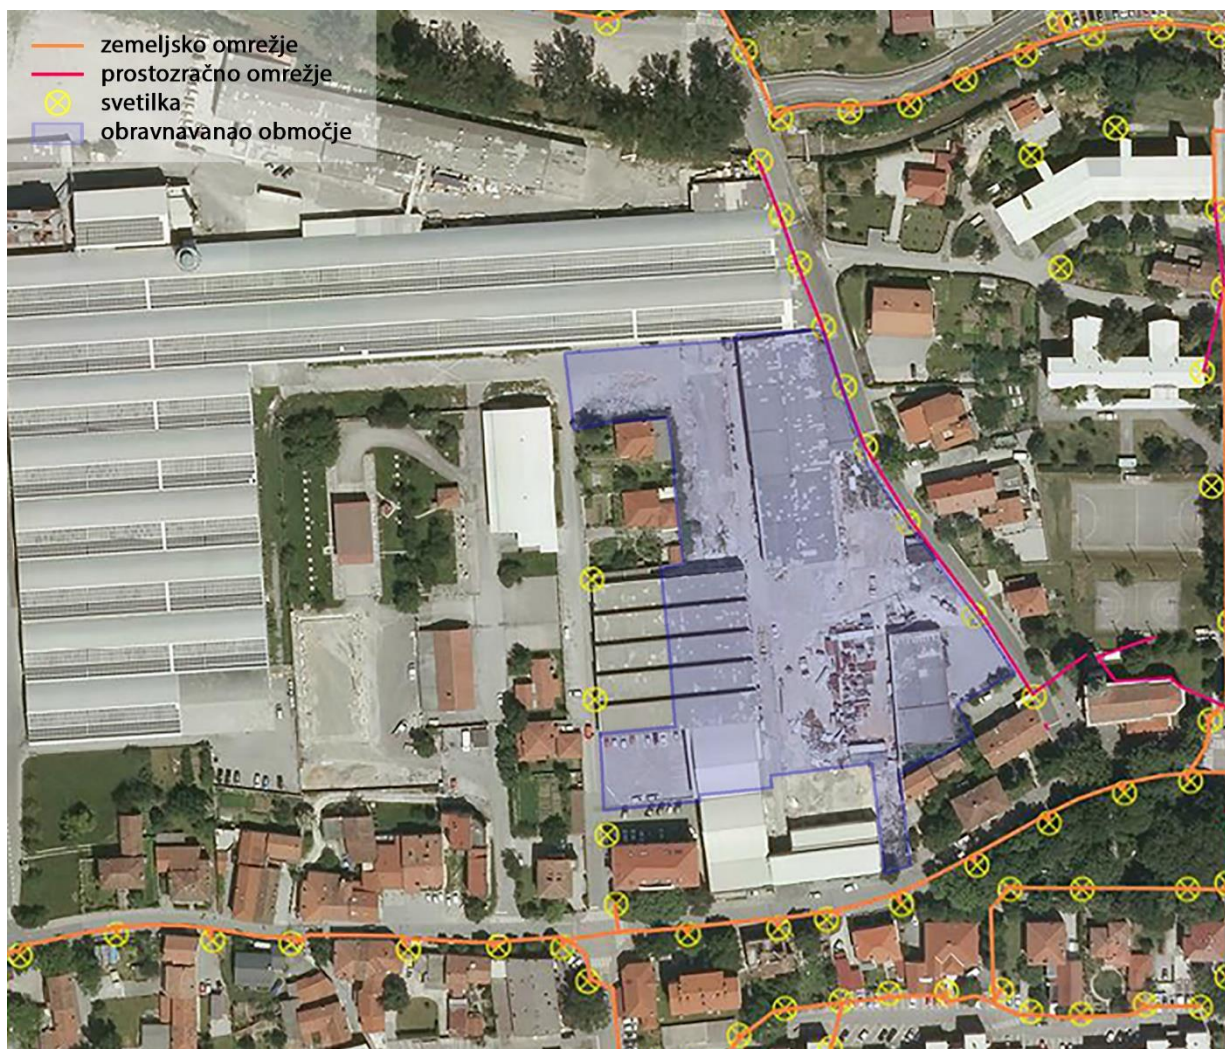 zemeljsko omrežje
prostozračno omrežje
svetilka
obravnavanao območje